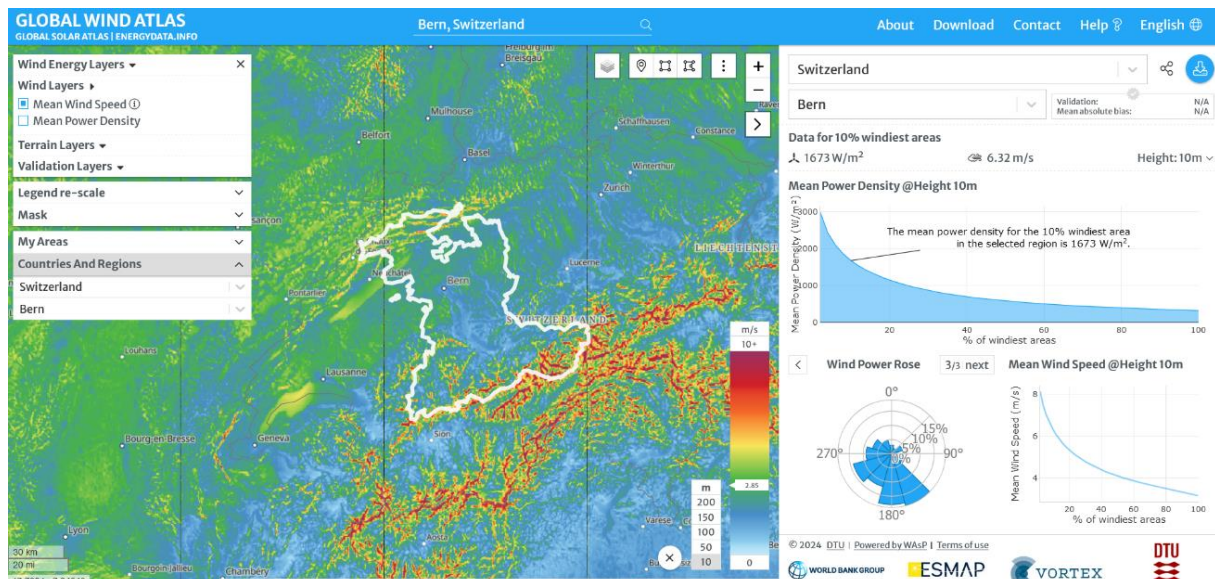 GLOBAL WIND ATLAS
GLOBAL SOLAR ATLAS | ENERGYDATA.INFO
Bern, Switzerland
About Download Contact Help English
Wind Energy Layers
Wind Layers
Mean Wind Speed
Mean Power Density
Terrain Layers
Validation Layers
Legend re-scale
Mask
My Areas
Countries And Regions
Switzerland
Bern
Freiburg im
Breisgau
Mulhouse
Schaffhausen
Constance
Belfort
Basel
Winterthur
Zurich
LIECHTENST
Lucerne
Neuchâtel
Bern
Pontarlier
SWITZERLAND
Louhans
Lausanne
Bourg-en-Bresse
Geneva
Sion
Lyon
Varese
Aosta
Bourgoin-Jallieu
Chambéry
30 km
20 mi
m/s
10+
2.85
0
m
200
150
100
50
10
Switzerland
Bern
Validation: N/A
Mean absolute bias: N/A
Data for 10% windiest areas
1673 W/m²
6.32 m/s
Height: 10m
Mean Power Density @Height 10m
Mean Power Density (W/m²)
3000
2000
1000
0
The mean power density for the 10% windiest area
in the selected region is 1673 W/m².
20 40 60 80 100
% of windiest areas
Wind Power Rose
3/3 next
0°
15%
10%
5%
270°
90°
180°
Mean Wind Speed @Height 10m
Mean Wind Speed (m/s)
8
6
4
20 40 60 80 100
% of windiest areas
© 2024 DTU | Powered by WAsP | Terms of use
WORLD BANK GROUP
ESMAP
VORTEX
DTU